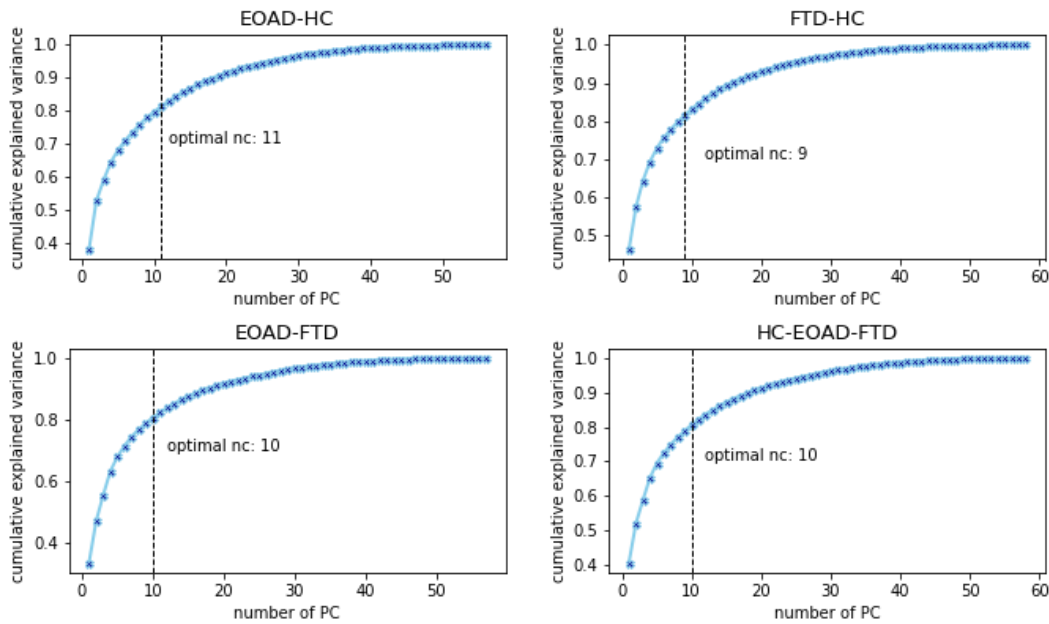 EOAD-HC
cumulative explained variance
1.0
0.9
0.8
0.7
0.6
0.5
0.4
optimal nc: 11
0 10 20 30 40 50
number of PC
FTD-HC
cumulative explained variance
1.0
0.9
0.8
0.7
0.6
0.5
optimal nc: 9
0 10 20 30 40 50 60
number of PC
EOAD-FTD
cumulative explained variance
1.0
0.8
0.6
0.4
optimal nc: 10
0 10 20 30 40 50
number of PC
HC-EOAD-FTD
cumulative explained variance
1.0
0.9
0.8
0.7
0.6
0.5
0.4
optimal nc: 10
0 10 20 30 40 50 60
number of PC